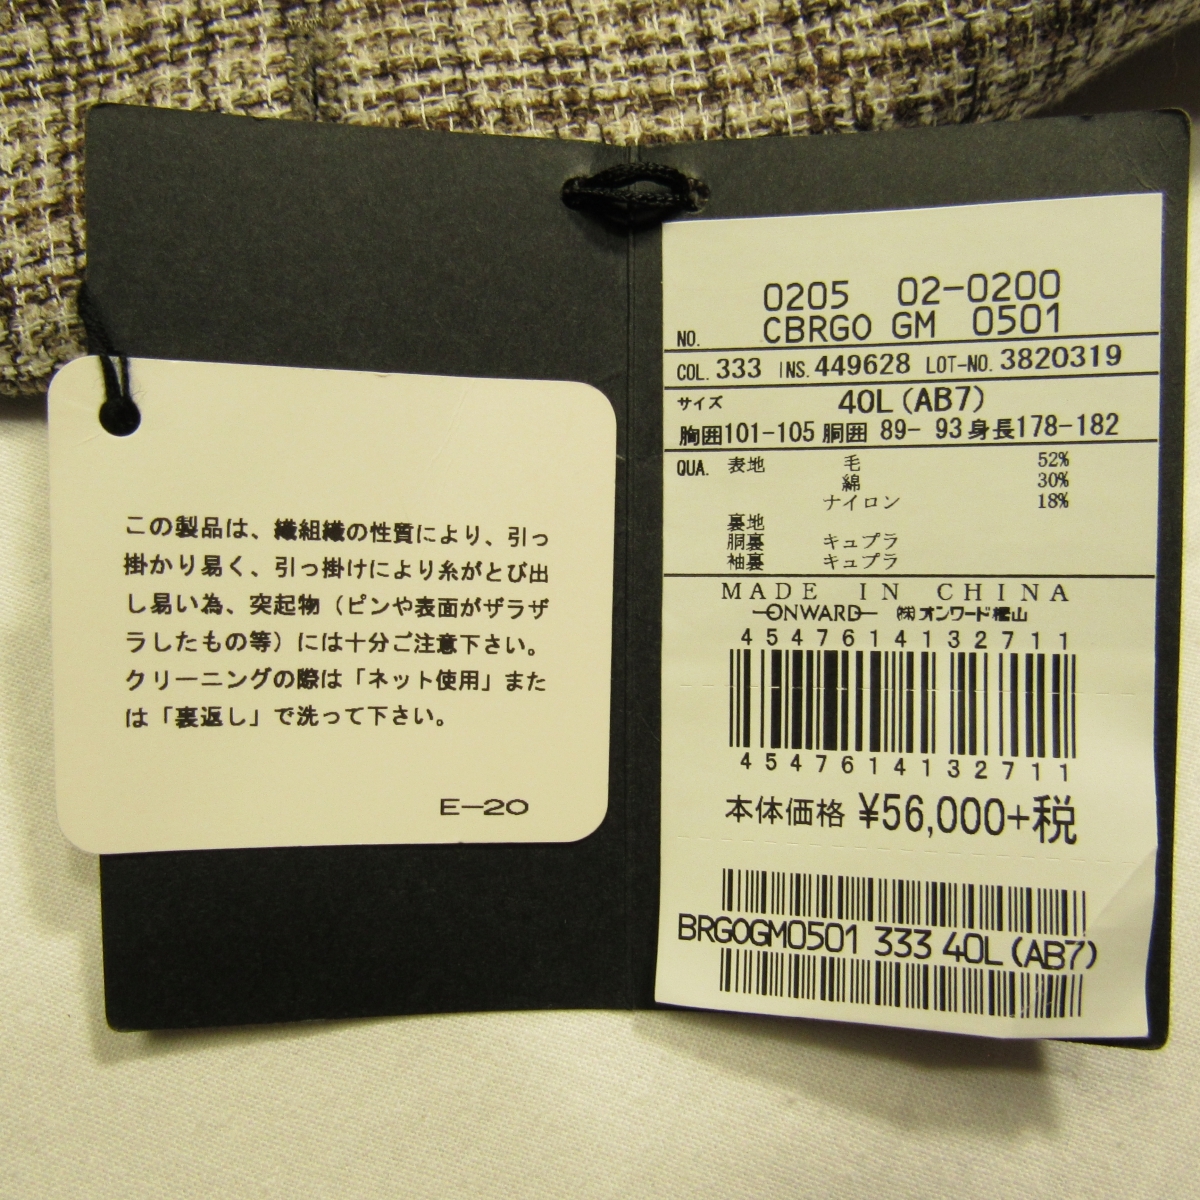 この製品は、繊組織の性質により、引っ
掛かり易く、引っ掛けにより糸がとび出
し易い為、突起物（ピンや表面がザラザ
ラしたもの等）には十分ご注意下さい。
クリーニングの際は「ネット使用」また
は「裏返し」で洗って下さい。
E-20
0205 02-0200
NO. CBRGO GM 0501
COL. 333 INS. 449628 LOT-NO. 3820319
サイズ 40L(AB7)
胸囲101-105 胴囲 89- 93 身長178-182
QUA. 表地 毛 52%
綿 30%
ナイロン 18%
裏地
胴裏 キュプラ
袖裏 キュプラ
MADE IN CHINA
ONWARD ㈱オンワード樫山
4547614132711
4547614132711
本体価格 ¥56,000+税
BRGOGM0501 333 40L(AB7)